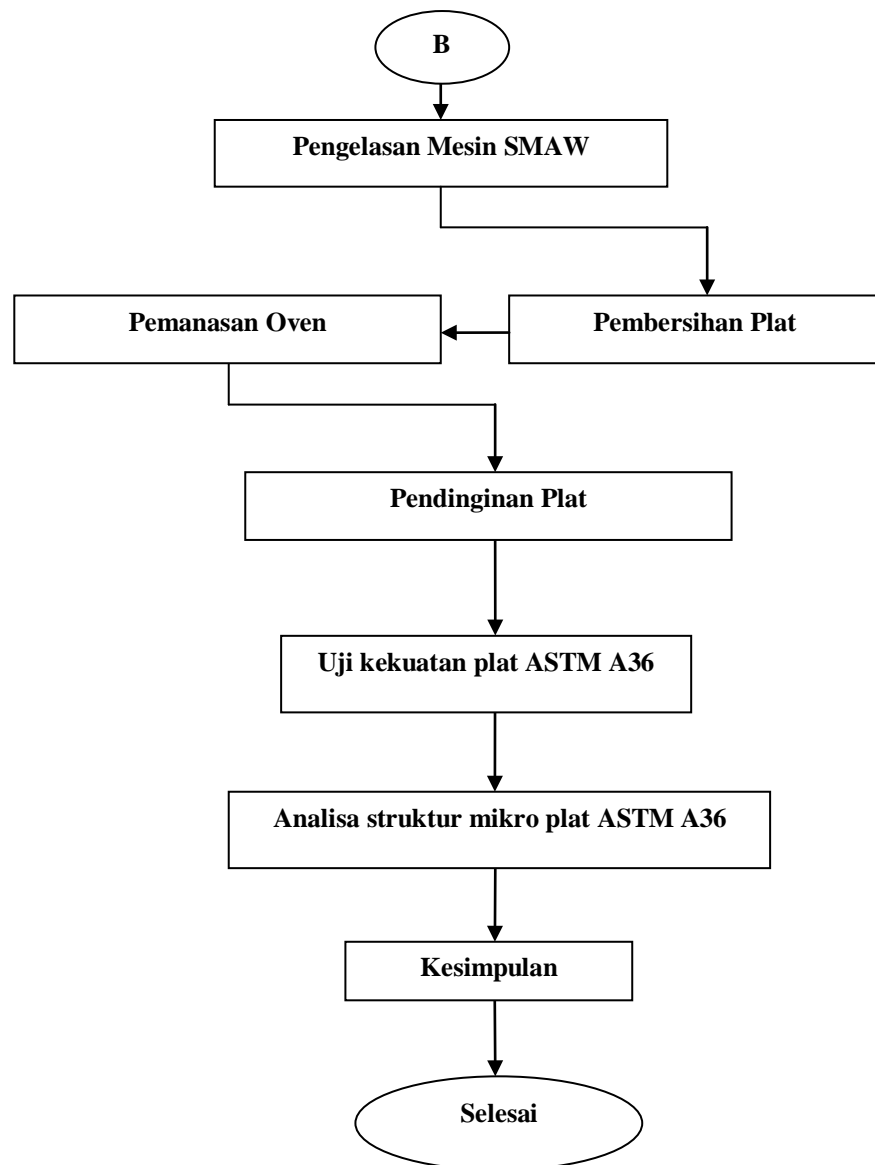 B
Pengelasan Mesin SMAW
Pembersihan Plat
Pemanasan Oven
Pendinginan Plat
Uji kekuatan plat ASTM A36
Analisa struktur mikro plat ASTM A36
Kesimpulan
Selesai